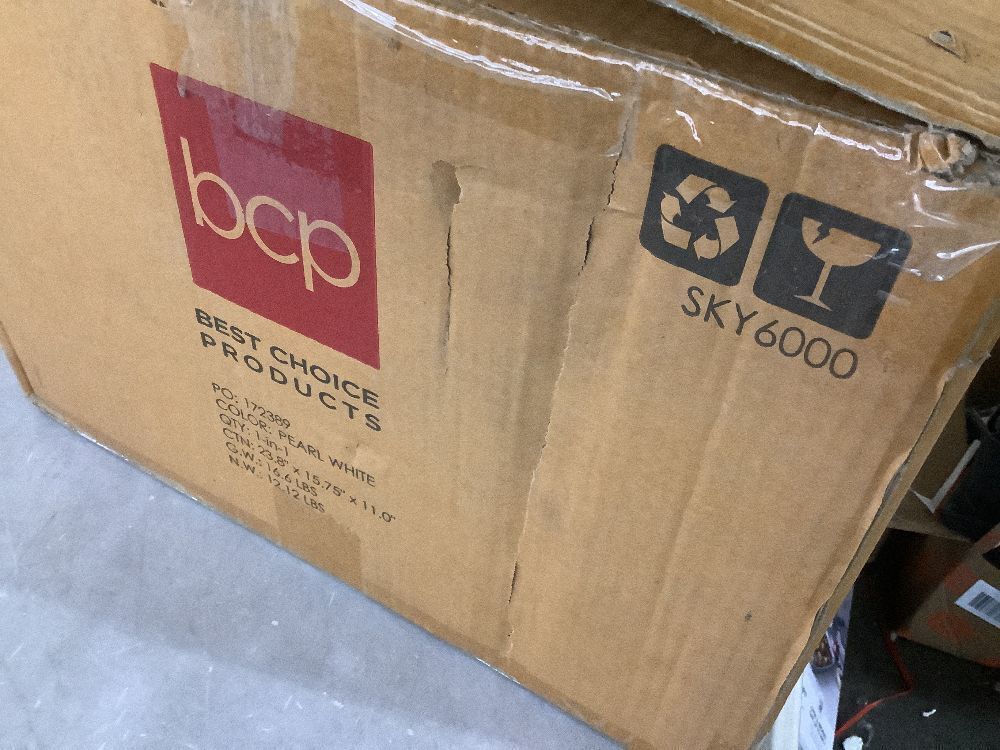 bcp
BEST CHOICE
PRODUCTS
PO: 172389
COLOR: PEARL WHITE
QTY: 1-in-1
CTN: 23.8" x 15.75" x 11.0"
G.W.: 16.6 LBS
N.W.: 12.12 LBS
SKY6000